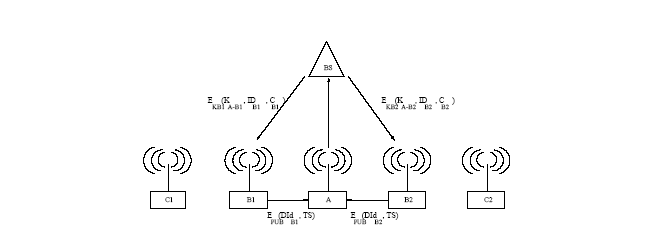 BS
E KB1 (K A-B1 , ID B1 , C B1 )
E KB2 (K A-B2 , ID B2 , C B2 )
C1 B1 A B2 C2
E PUB (DId B1 , TS) E PUB (DId B2 , TS)